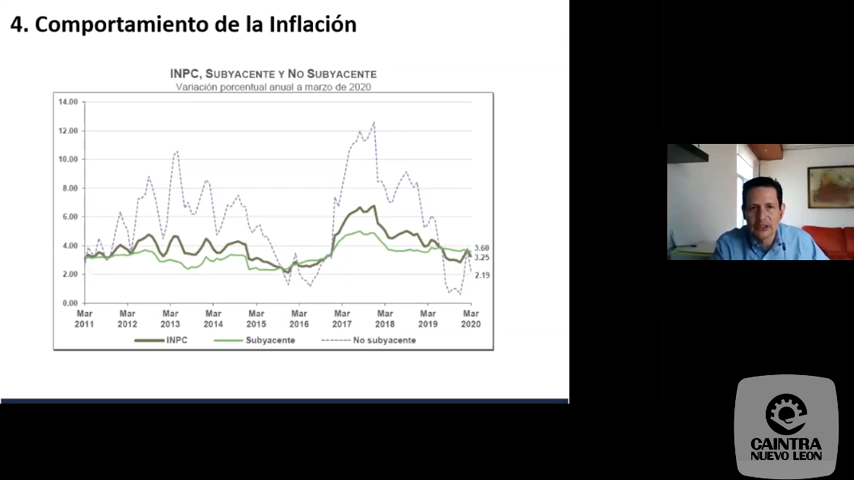 4. Comportamiento de la Inflación
INPC, SUBYACENTE Y NO SUBYACENTE
Variación porcentual anual a marzo de 2020
14.00
12.00
10.00
8.00
6.00
4.00
2.00
0.00
3.60
3.25
2.19
Mar 2011
Mar 2012
Mar 2013
Mar 2014
Mar 2015
Mar 2016
Mar 2017
Mar 2018
Mar 2019
Mar 2020
INPC
Subyacente
No subyacente
CAINTRA
NUEVO LEON